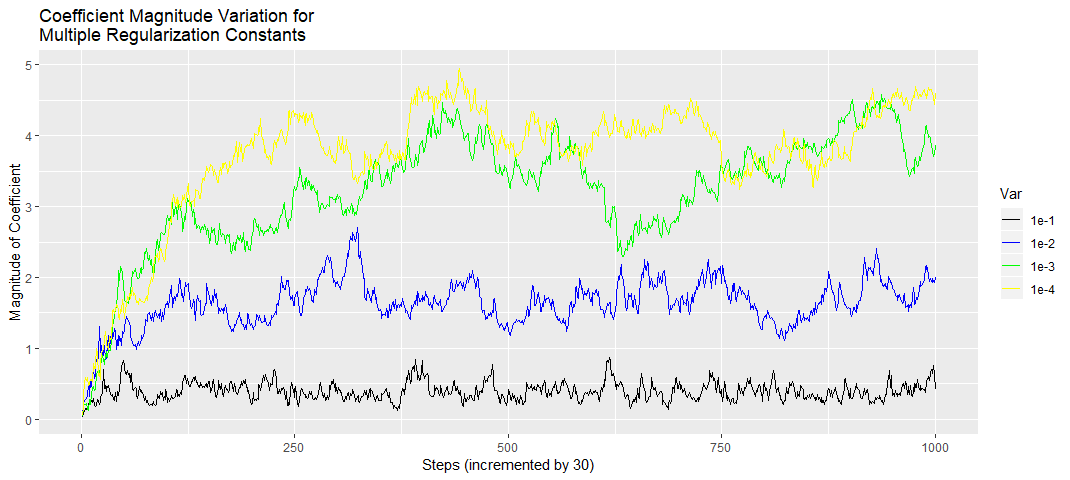 Coefficient Magnitude Variation for
Multiple Regularization Constants
5
4
3
2
1
0
Magnitude of Coefficient
0 250 500 750 1000
Steps (incremented by 30)
Var
1e-1
1e-2
1e-3
1e-4